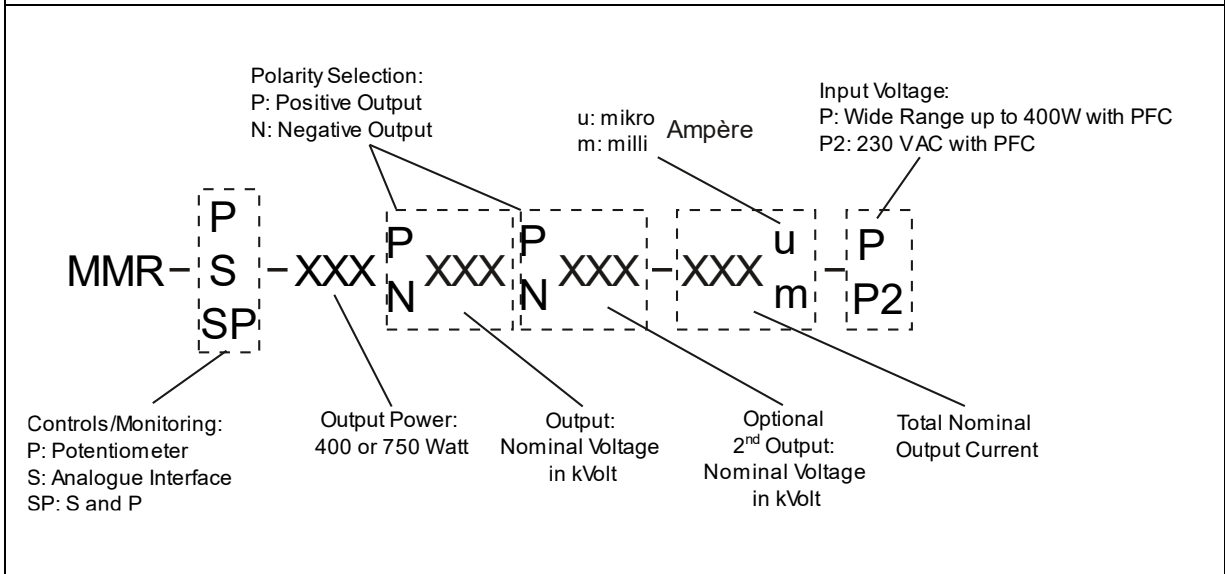 Polarity Selection:
P: Positive Output
N: Negative Output
u: mikro
m: milli
Ampère
Input Voltage:
P: Wide Range up to 400W with PFC
P2: 230 VAC with PFC
P
S
SP
MMR – – XXX
P
N
XXX
P
N
XXX – XXX
u
m
–
P
P2
Controls/Monitoring:
P: Potentiometer
S: Analogue Interface
SP: S and P
Output Power:
400 or 750 Watt
Output:
Nominal Voltage
in kVolt
Optional
2nd Output:
Nominal Voltage
in kVolt
Total Nominal
Output Current